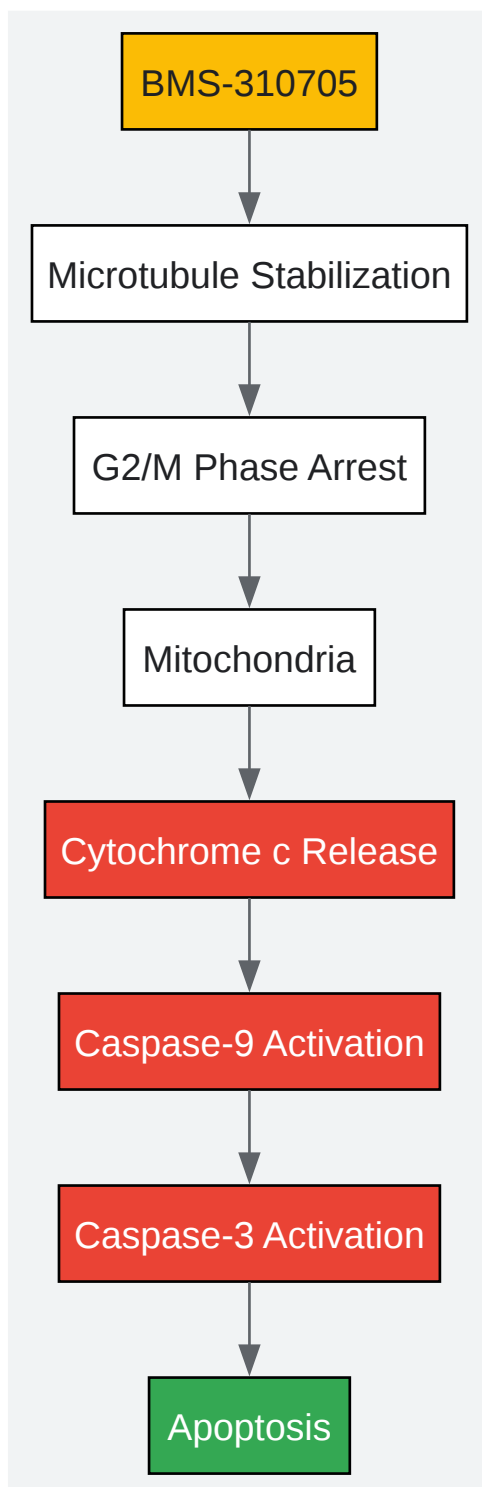 BMS-310705
Microtubule Stabilization
G2/M Phase Arrest
Mitochondria
Cytochrome c Release
Caspase-9 Activation
Caspase-3 Activation
Apoptosis